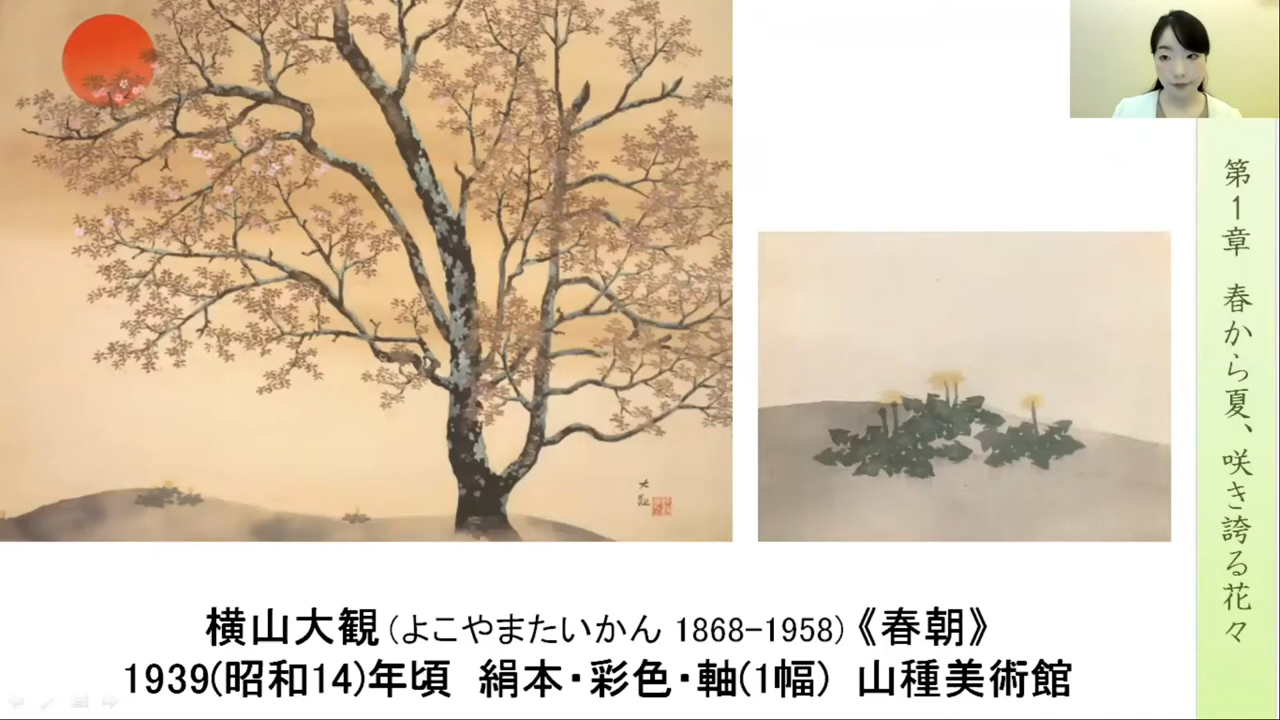 第1章　春から夏、咲き誇る花々
大観
横山大観(よこやまたいかん 1868-1958)《春朝》
1939(昭和14)年頃　絹本・彩色・軸(1幅)　山種美術館